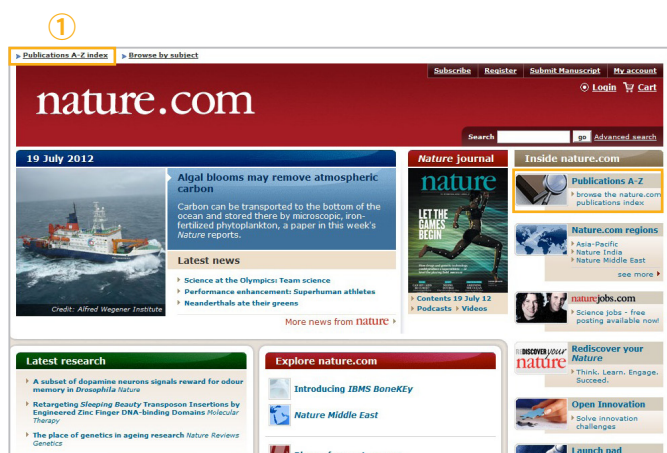 ①
Publications A-Z index
Browse by subject
Subscribe Register Submit Manuscript My account
Login Cart
nature.com
Search go Advanced search
19 July 2012
Algal blooms may remove atmospheric
carbon
Carbon can be transported to the bottom of the
ocean and stored there by microscopic, iron-
fertilized phytoplankton, a paper in this week's
Nature reports.
Latest news
Science at the Olympics: Team science
Performance enhancement: Superhuman athletes
Neanderthals ate their greens
Credit: Alfred Wegener Institute
More news from nature
Nature journal
nature
LET THE
GAMES
BEGIN
Contents 19 July 12
Podcasts Videos
Inside nature.com
Publications A-Z
browse the nature.com
publications index
Nature.com regions
Asia-Pacific
Nature India
Nature Middle East
see more
naturejobs.com
Science jobs - free
posting available now!
REDISCOVER your
nature
Rediscover your
Nature
Think. Learn. Engage.
Succeed.
Open Innovation
Solve innovation
challenges
Launch pad
Latest research
A subset of dopamine neurons signals reward for odour
memory in Drosophila Nature
Retargeting Sleeping Beauty Transposon Insertions by
Engineered Zinc Finger DNA-binding Domains Molecular
Therapy
The place of genetics in ageing research Nature Reviews
Genetics
Explore nature.com
Introducing IBMS BoneKEy
Nature Middle East